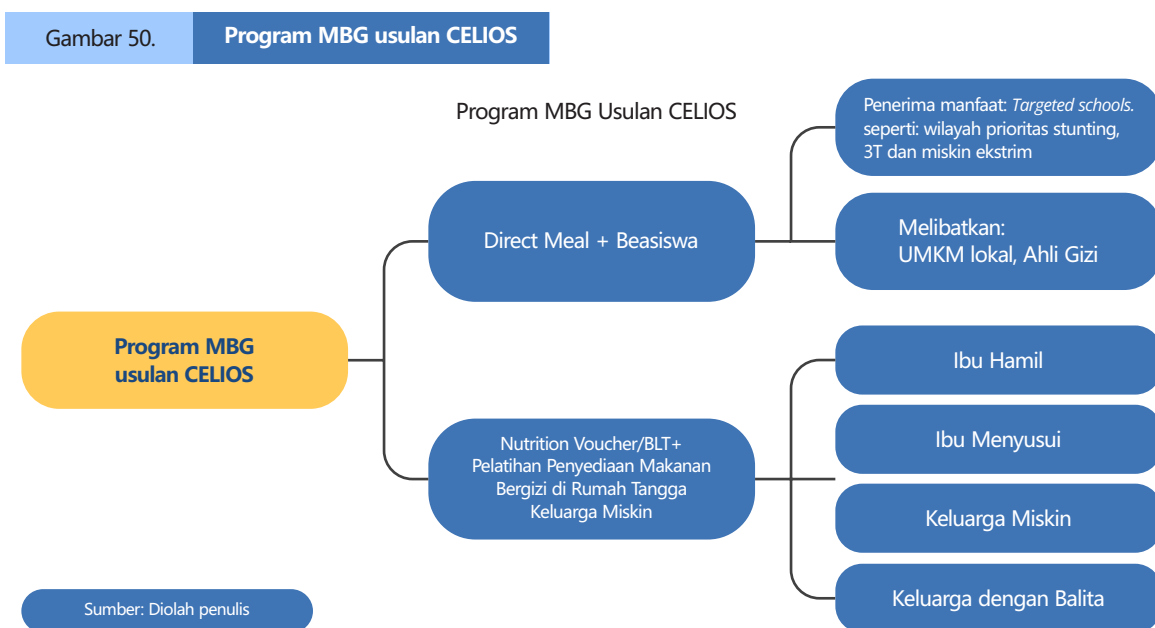 Gambar 50.
Program MBG usulan CELIOS
Program MBG Usulan CELIOS
Program MBG
usulan CELIOS
Direct Meal + Beasiswa
Penerima manfaat: Targeted schools.
seperti: wilayah prioritas stunting,
3T dan miskin ekstrim
Melibatkan:
UMKM lokal, Ahli Gizi
Nutrition Voucher/BLT+
Pelatihan Penyediaan Makanan
Bergizi di Rumah Tangga
Keluarga Miskin
Ibu Hamil
Ibu Menyusui
Keluarga Miskin
Keluarga dengan Balita
Sumber: Diolah penulis